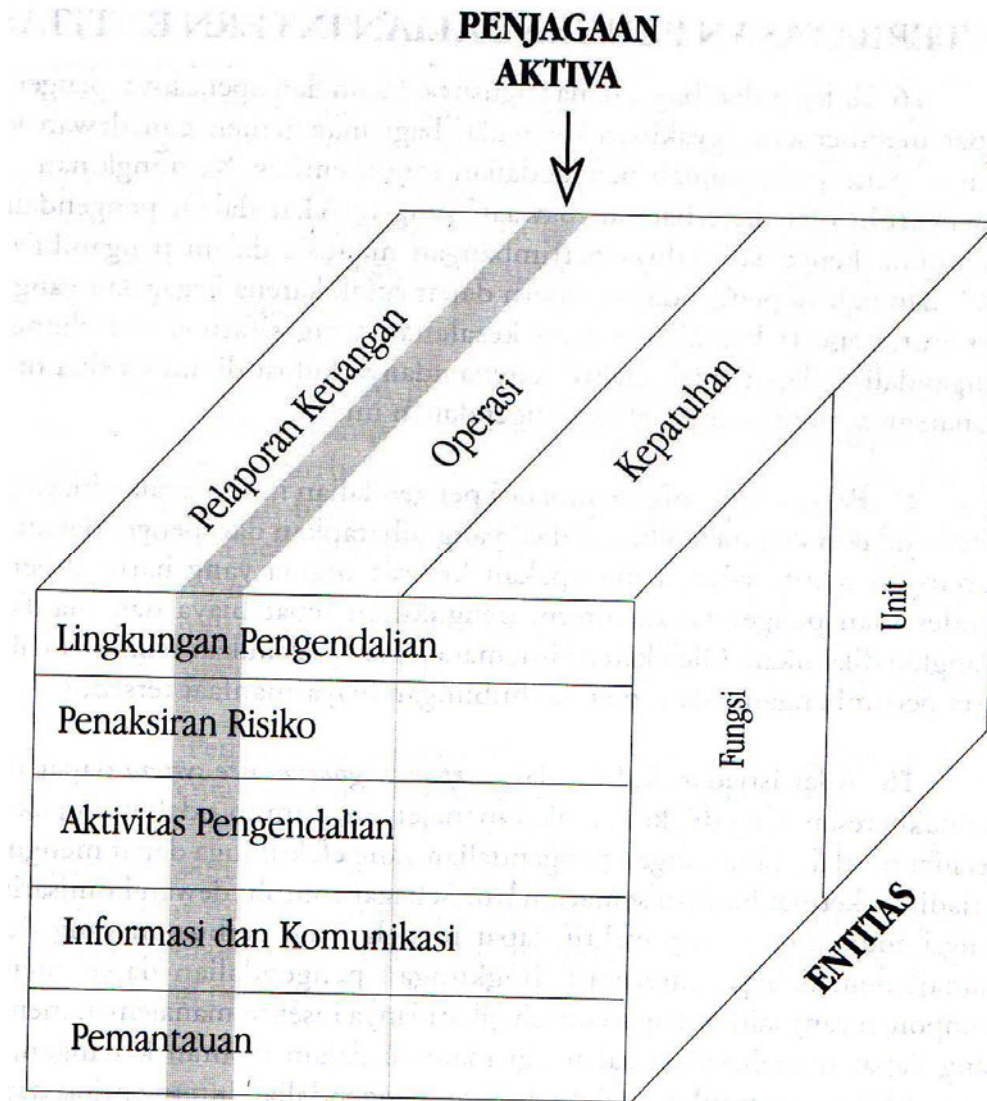 PENJAGAAN
AKTIVA
Pelaporan Keuangan
Operasi
Kepatuhan
Lingkungan Pengendalian
Penaksiran Risiko
Aktivitas Pengendalian
Informasi dan Komunikasi
Pemantauan
Fungsi
Unit
ENTITAS